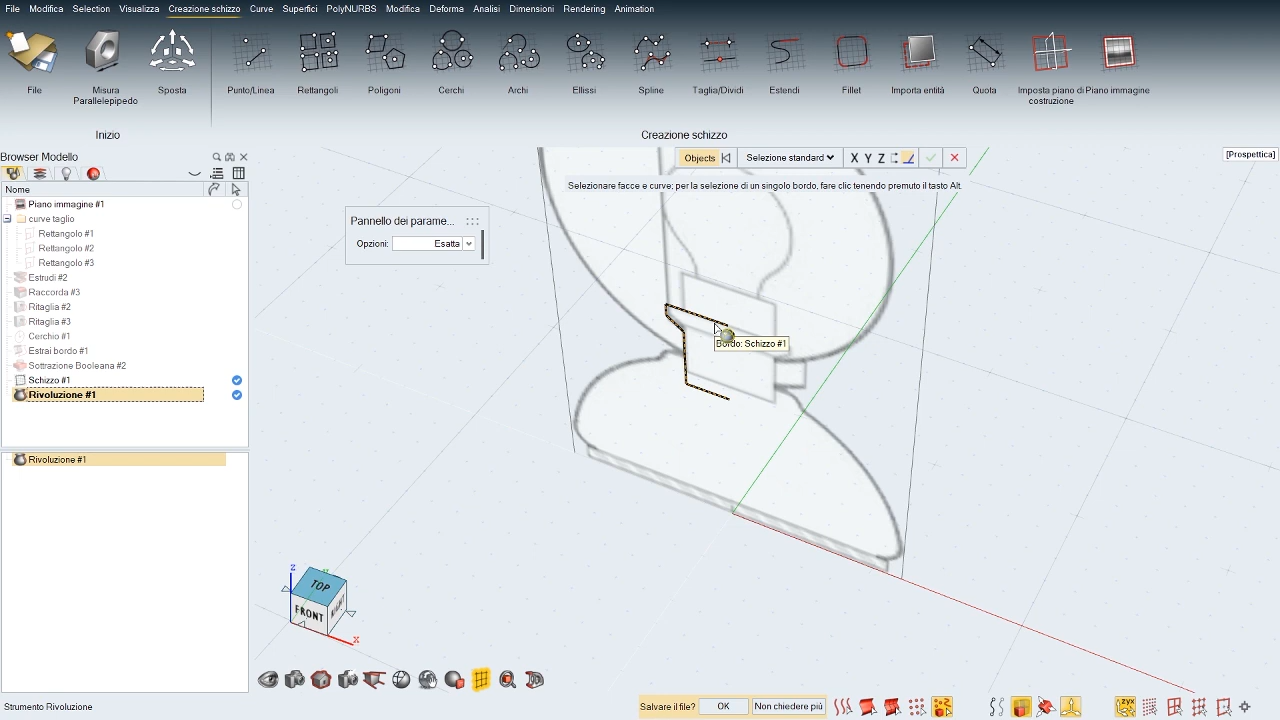 File Modifica Selection Visualizza Creazione schizzo Curve Superfici PolyNURBS Modifica Deforma Analisi Dimensioni Rendering Animation
File Misura Parallelepipedo Sposta Punto/Linea Rettangoli Poligoni Cerchi Archi Ellissi Spline Taglia/Dividi Estendi Fillet Importa entità Quota Imposta piano di costruzione Piano immagine
Inizio Creazione schizzo
Browser Modello
Objects Selezione standard X Y Z
[Prospettica]
Selezionare facce e curve; per la selezione di un singolo bordo, fare clic tenendo premuto il tasto Alt.
Nome
Piano immagine #1
curve taglio
Rettangolo #1
Rettangolo #2
Rettangolo #3
Estrudi #2
Raccorda #3
Ritaglia #2
Ritaglia #3
Cerchio #1
Estrai bordo #1
Sottrazione Booleana #2
Schizzo #1
Rivoluzione #1
Pannello dei parame...
Opzioni: Esatta
Bordo: Schizzo #1
Rivoluzione #1
Z
TOP
FRONT
RIGHT
X
Strumento Rivoluzione
Salvare il file? OK Non chiedere più